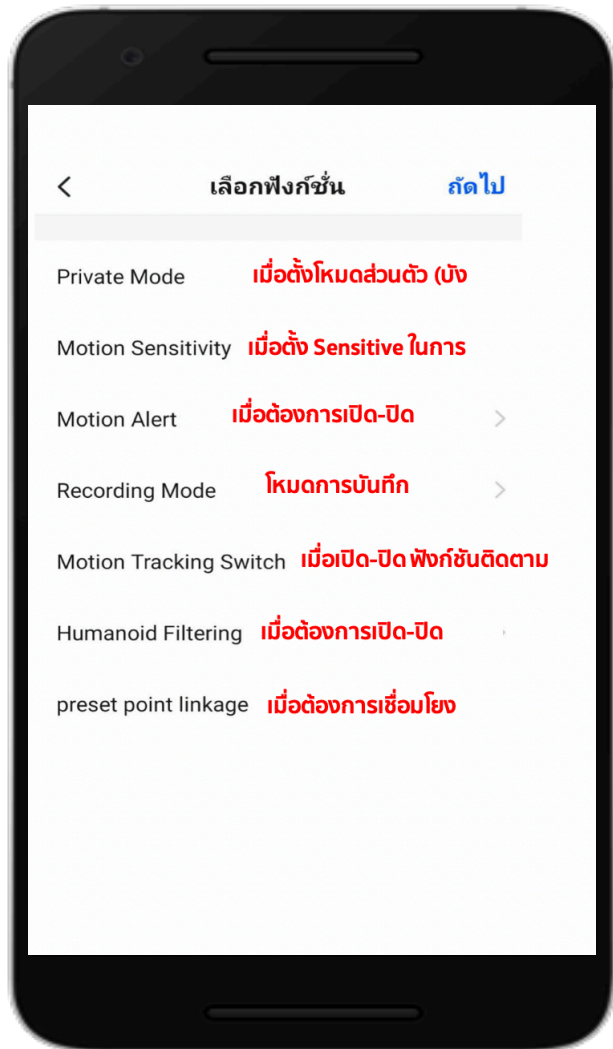 เลือกฟังก์ชั่น ถัดไป
Private Mode เมื่อตั้งโหมดส่วนตัว (บัง
Motion Sensitivity เมื่อตั้ง Sensitive ในการ
Motion Alert เมื่อต้องการเปิด-ปิด
Recording Mode โหมดการบันทึก
Motion Tracking Switch เมื่อเปิด-ปิด ฟังก์ชันติดตาม
Humanoid Filtering เมื่อต้องการเปิด-ปิด
preset point linkage เมื่อต้องการเชื่อมโยง